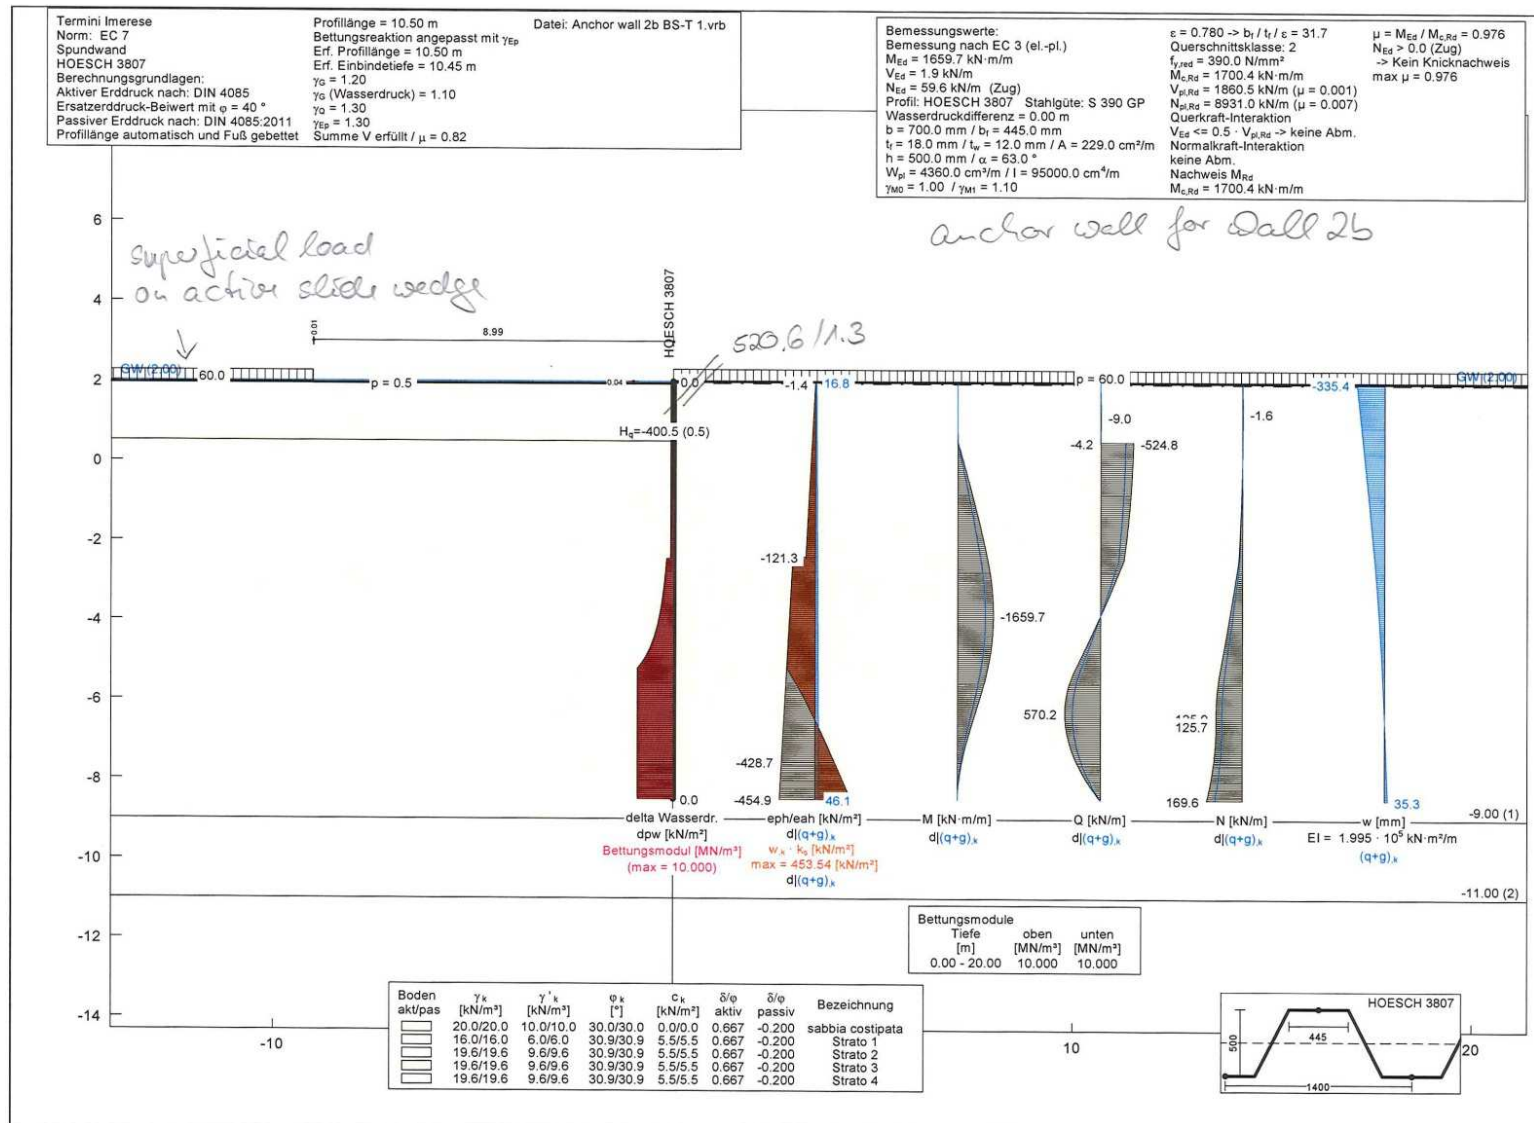 Termini Imerese
Norm: EC 7
Spundwand
HOESCH 3807
Berechnungsgrundlagen:
Aktiver Erddruck nach: DIN 4085
Ersatzerddruck-Beiwert mit φ = 40 °
Passiver Erddruck nach: DIN 4085:2011
Profillänge automatisch und Fuß gebettet
Profillänge = 10.50 m
Bettungsreaktion angepasst mit γEp
Erf. Profillänge = 10.50 m
Erf. Einbindetiefe = 10.45 m
γG = 1.20
γG (Wasserdruck) = 1.10
γQ = 1.30
γEp = 1.30
Summe V erfüllt / μ = 0.82
Datei: Anchor wall 2b BS-T 1.vrb
Bemessungswerte:
Bemessung nach EC 3 (el.-pl.)
MEd = 1659.7 kN·m/m
VEd = 1.9 kN/m
NEd = 59.6 kN/m (Zug)
Profil: HOESCH 3807 Stahlgüte: S 390 GP
Wasserdruckdifferenz = 0.00 m
b = 700.0 mm / bf = 445.0 mm
tf = 18.0 mm / tw = 12.0 mm / A = 229.0 cm²/m
h = 500.0 mm / α = 63.0 °
Wpl = 4360.0 cm³/m / I = 95000.0 cm⁴/m
γM0 = 1.00 / γM1 = 1.10
ε = 0.780 -> bf / tf / ε = 31.7
Querschnittsklasse: 2
fy,red = 390.0 N/mm²
Mc,Rd = 1700.4 kN·m/m
Vpl,Rd = 1860.5 kN/m (μ = 0.001)
Npl,Rd = 8931.0 kN/m (μ = 0.007)
Querkraft-Interaktion
VEd <= 0.5 · Vpl,Rd -> keine Abm.
Normalkraft-Interaktion
keine Abm.
Nachweis MRd
Mc,Rd = 1700.4 kN·m/m
μ = MEd / Mc,Rd = 0.976
NEd > 0.0 (Zug)
-> Kein Knicknachweis
max μ = 0.976
superficial load
on active slide wedge
anchor wall for wall 2b
520.6/1.3
HOESCH 3807
6
4
2
0
-2
-4
-6
-8
-10
-12
-14
0.01
8.99
GW (2.00)
60.0
p = 0.5
0.04
0.0
-1.4
16.8
p = 60.0
-335.4
GW (2.00)
Hq=-400.5 (0.5)
-9.0
-4.2
-524.8
-1.6
-121.3
-1659.7
570.2
125.7
-428.7
-454.9
46.1
0.0
169.6
35.3
delta Wasserdr.
dpw [kN/m²]
Bettungsmodul [MN/m³]
(max = 10.000)
eph/eah [kN/m²]
d|(q+g),k
w,k · ks [kN/m²]
max = 453.54 [kN/m²]
d|(q+g),k
M [kN·m/m]
d|(q+g),k
Q [kN/m]
d|(q+g),k
N [kN/m]
d|(q+g),k
w [mm]
EI = 1.995 · 10⁵ kN·m²/m
(q+g),k
-9.00 (1)
-11.00 (2)
Bettungsmodule
Tiefe oben unten
[m] [MN/m³] [MN/m³]
0.00 - 20.00 10.000 10.000
Boden γk γ'k φk ck δ/φ δ/φ Bezeichnung
akt/pas [kN/m³] [kN/m³] [°] [kN/m²] aktiv passiv
20.0/20.0 10.0/10.0 30.0/30.0 0.0/0.0 0.667 -0.200 sabbia costipata
16.0/16.0 6.0/6.0 30.9/30.9 5.5/5.5 0.667 -0.200 Strato 1
19.6/19.6 9.6/9.6 30.9/30.9 5.5/5.5 0.667 -0.200 Strato 2
19.6/19.6 9.6/9.6 30.9/30.9 5.5/5.5 0.667 -0.200 Strato 3
19.6/19.6 9.6/9.6 30.9/30.9 5.5/5.5 0.667 -0.200 Strato 4
-10
10
20
HOESCH 3807
500
445
1400